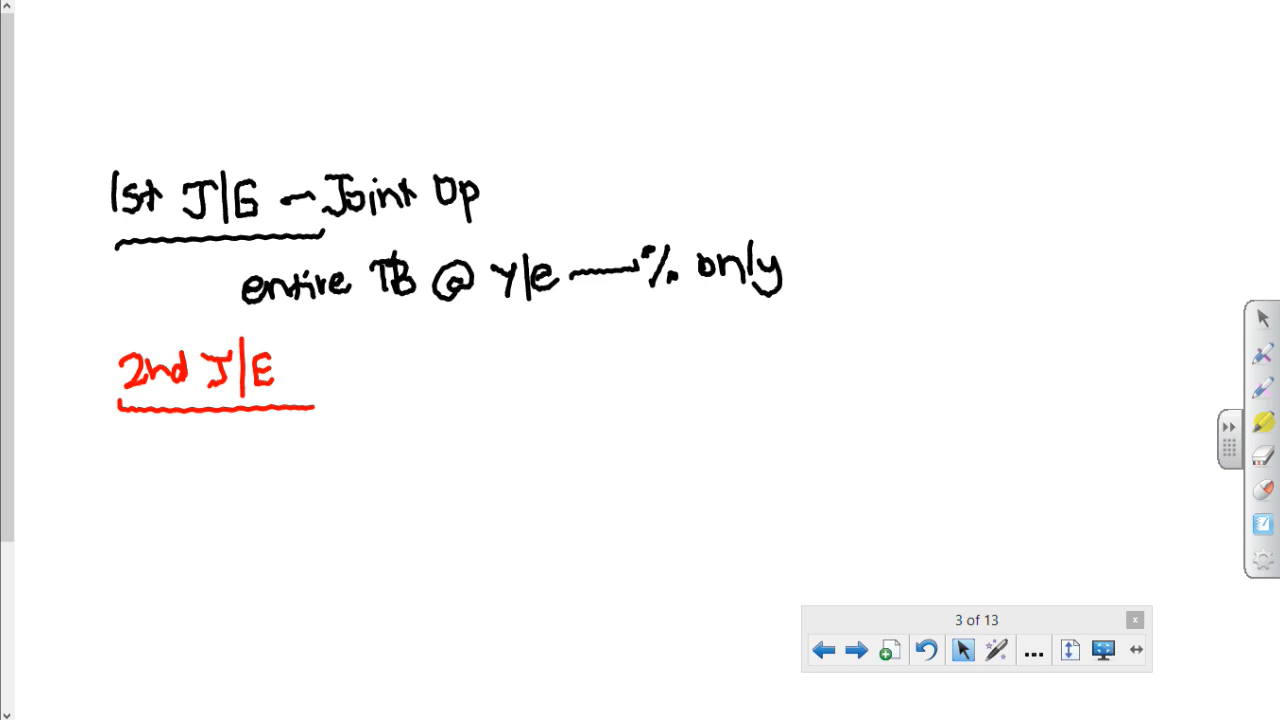 1st J|E - Joint Op
entire TB @ Y|e - % only
2nd J|E
3 of 13